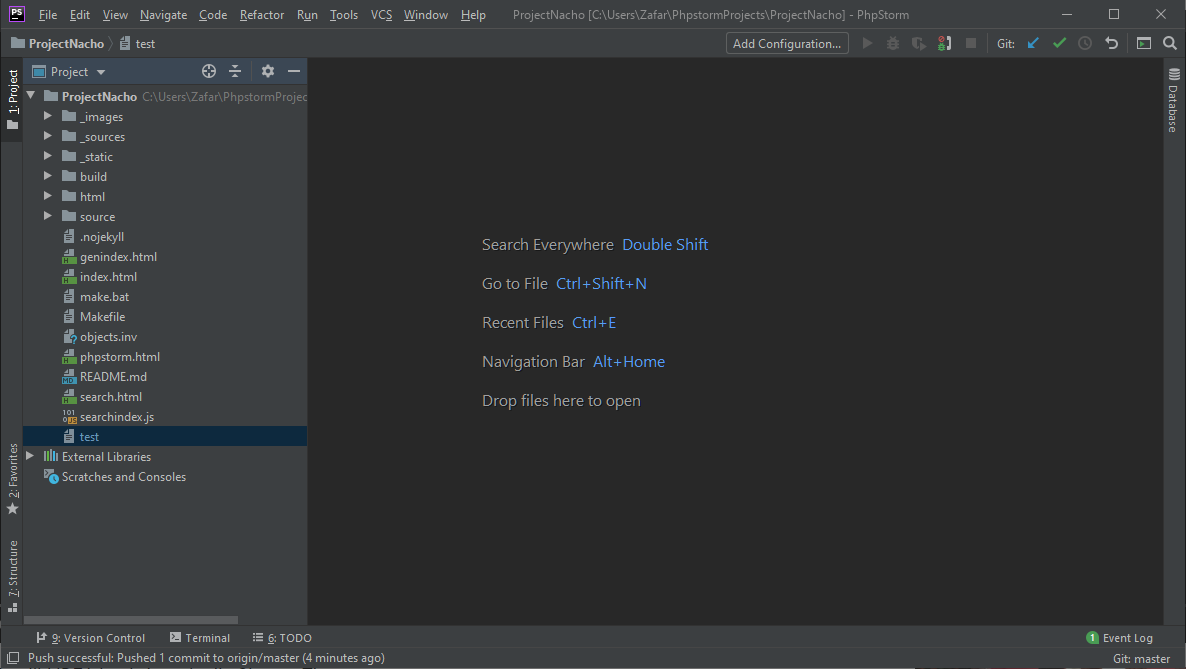 PS File Edit View Navigate Code Refactor Run Tools VCS Window Help ProjectNacho [C:\Users\Zafar\PhpstormProjects\ProjectNacho] - PhpStorm
ProjectNacho test Add Configuration... Git:
1: Project
Project
ProjectNacho C:\Users\Zafar\PhpstormProjec
_images
_sources
_static
build
html
source
.nojekyll
genindex.html
index.html
make.bat
Makefile
objects.inv
phpstorm.html
README.md
search.html
searchindex.js
test
External Libraries
Scratches and Consoles
2: Favorites
7: Structure
Search Everywhere Double Shift
Go to File Ctrl+Shift+N
Recent Files Ctrl+E
Navigation Bar Alt+Home
Drop files here to open
Database
9: Version Control Terminal 6: TODO 1 Event Log
Push successful: Pushed 1 commit to origin/master (4 minutes ago) Git: master